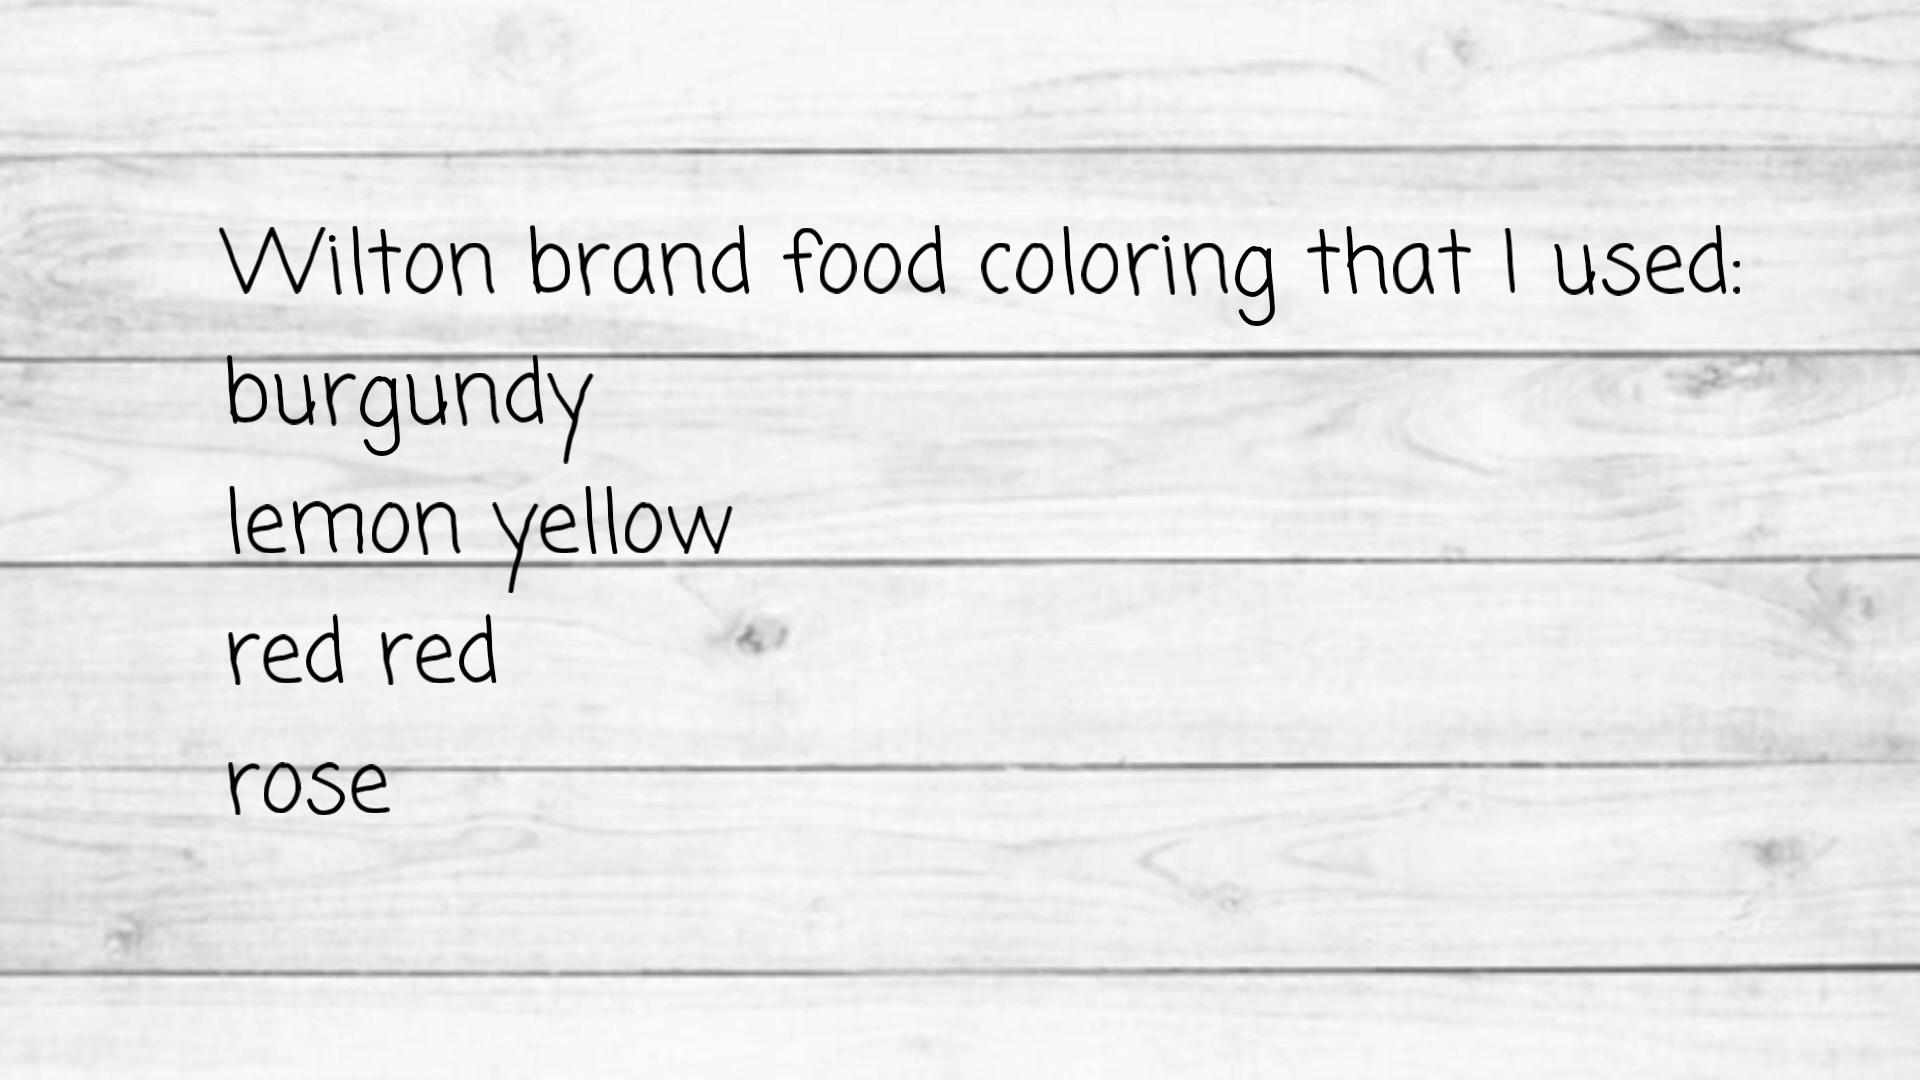 Wilton brand food coloring that I used:
burgundy
lemon yellow
red red
rose